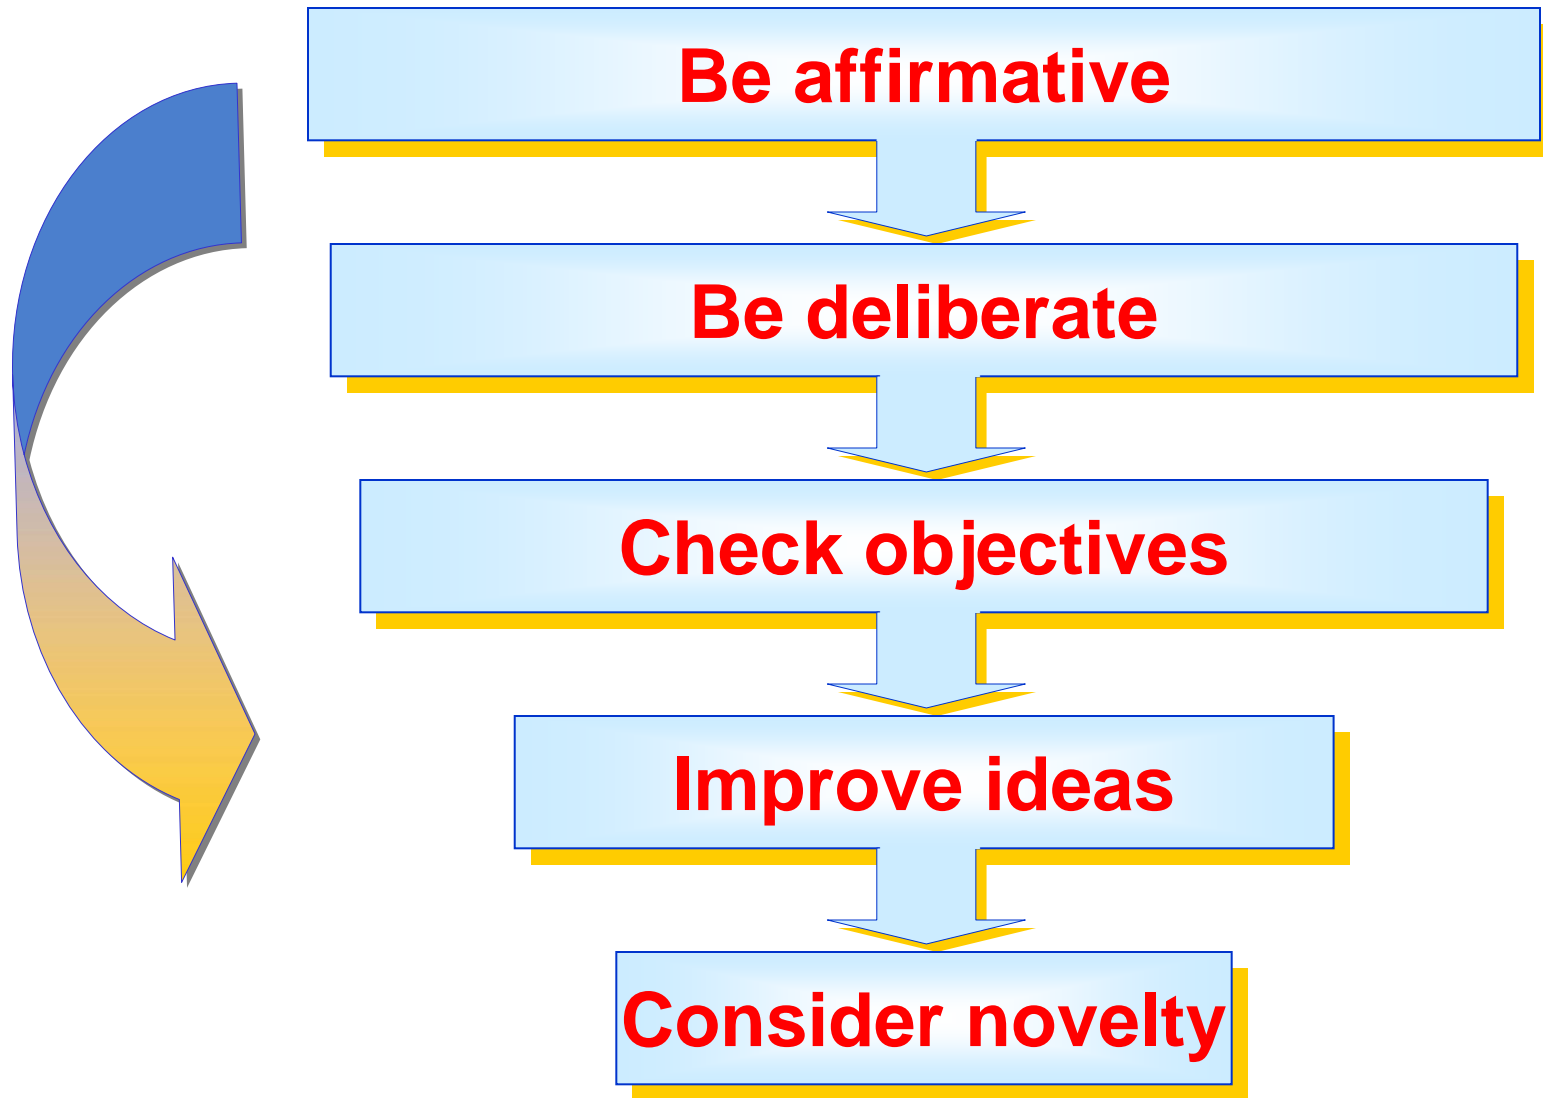 Be affirmative
Be deliberate
Check objectives
Improve ideas
Consider novelty